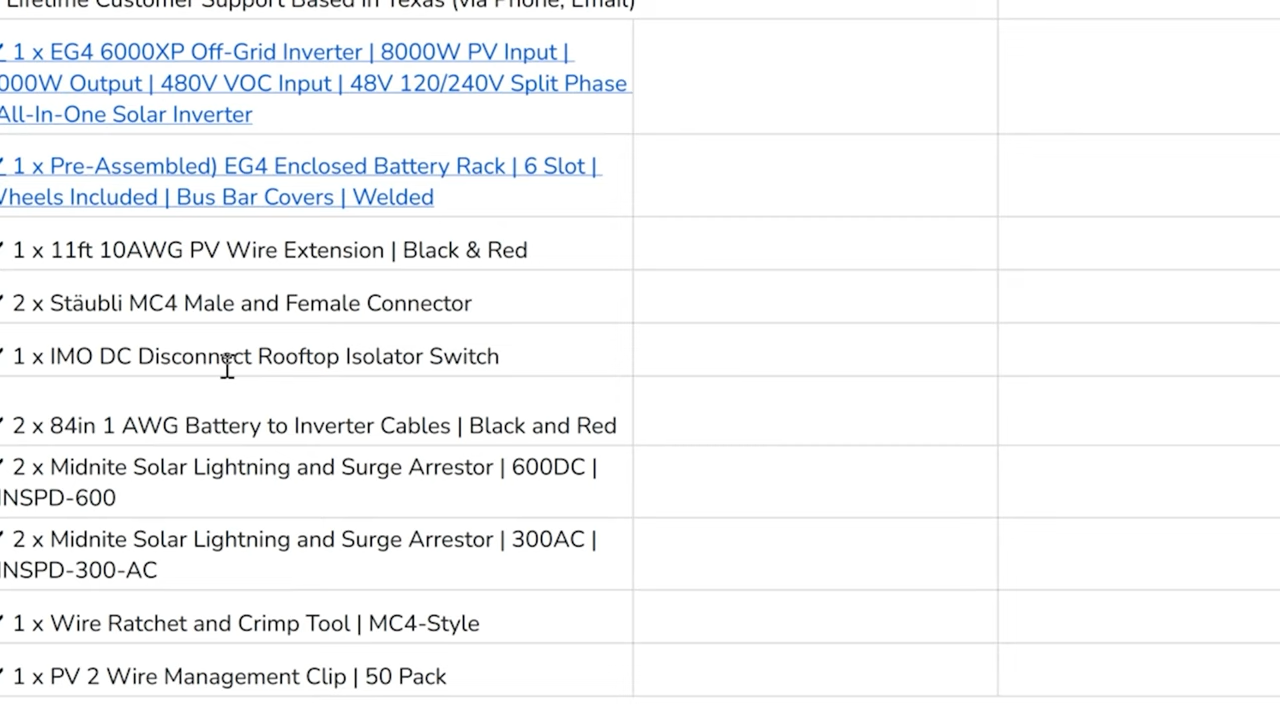 Lifetime Customer Support Based in Texas (via Phone, Email)
1 x EG4 6000XP Off-Grid Inverter | 8000W PV Input |
000W Output | 480V VOC Input | 48V 120/240V Split Phase
All-In-One Solar Inverter
1 x Pre-Assembled) EG4 Enclosed Battery Rack | 6 Slot |
heels Included | Bus Bar Covers | Welded
1 x 11ft 10AWG PV Wire Extension | Black & Red
2 x Stäubli MC4 Male and Female Connector
1 x IMO DC Disconnect Rooftop Isolator Switch
2 x 84in 1 AWG Battery to Inverter Cables | Black and Red
2 x Midnite Solar Lightning and Surge Arrestor | 600DC |
NSPD-600
2 x Midnite Solar Lightning and Surge Arrestor | 300AC |
NSPD-300-AC
1 x Wire Ratchet and Crimp Tool | MC4-Style
1 x PV 2 Wire Management Clip | 50 Pack